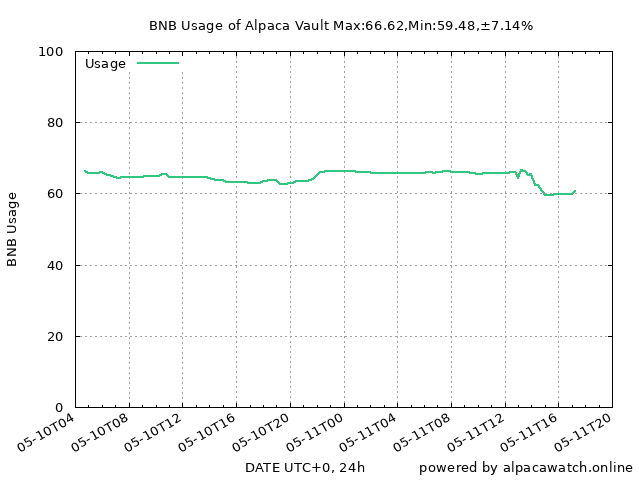 BNB Usage of Alpaca Vault Max:66.62,Min:59.48,±7.14%
Usage
100
80
60
40
20
0
BNB Usage
05-10T04
05-10T08
05-10T12
05-10T16
05-10T20
05-11T00
05-11T04
05-11T08
05-11T12
05-11T16
05-11T20
DATE UTC+0, 24h
powered by alpacawatch.online